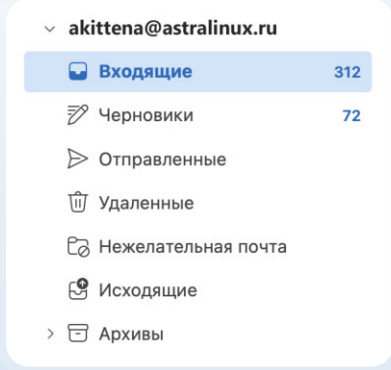 akittena@astralinux.ru
Входящие 312
Черновики 72
Отправленные
Удаленные
Нежелательная почта
Исходящие
Архивы